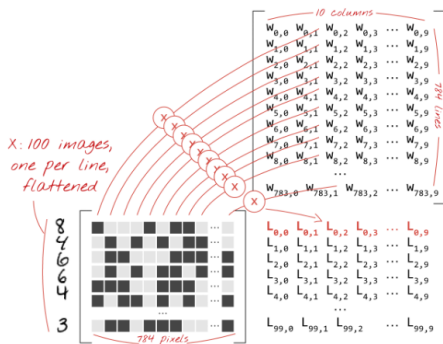 10 columns
W0,0 W0,1 W0,2 W0,3 ... W0,9
W1,0 W1,1 W1,2 W1,3 ... W1,9
W2,0 W2,1 W2,2 W2,3 ... W2,9
W3,0 W3,1 W3,2 W3,3 ... W3,9
W4,0 W4,1 W4,2 W4,3 ... W4,9
W5,0 W5,1 W5,2 W5,3 ... W5,9
W6,0 W6,1 W6,2 W6,3 ... W6,9
W7,0 W7,1 W7,2 W7,3 ... W7,9
W8,0 W8,1 W8,2 W8,3 ... W8,9
...
W783,0 W783,1 W783,2 ... W783,9
784 lines
x x x x x x x x x
X: 100 images,
one per line,
flattened
8 ... L0,0 L0,1 L0,2 L0,3 ... L0,9
4 ... L1,0 L1,1 L1,2 L1,3 ... L1,9
6 ... L2,0 L2,1 L2,2 L2,3 ... L2,9
6 ... L3,0 L3,1 L3,2 L3,3 ... L3,9
4 ... L4,0 L4,1 L4,2 L4,3 ... L4,9
... ...
3 ... L99,0 L99,1 L99,2 ... L99,9
784 pixels